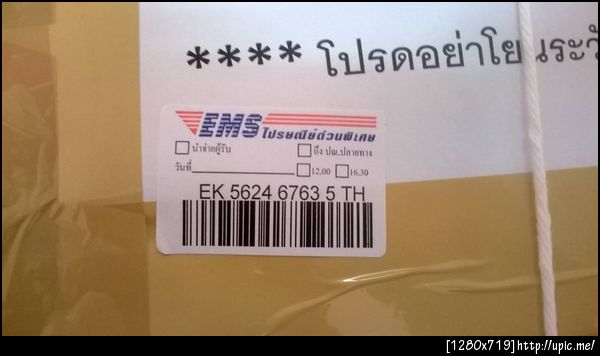 **** โปรดอย่าโยนระวั
EMS ไปรษณีย์ด่วนพิเศษ
นำจ่ายผู้รับ ถึง ปณ.ปลายทาง
วันที่ 12.00 16.30
EK 5624 6763 5 TH
[1280x719]http://upic.me/